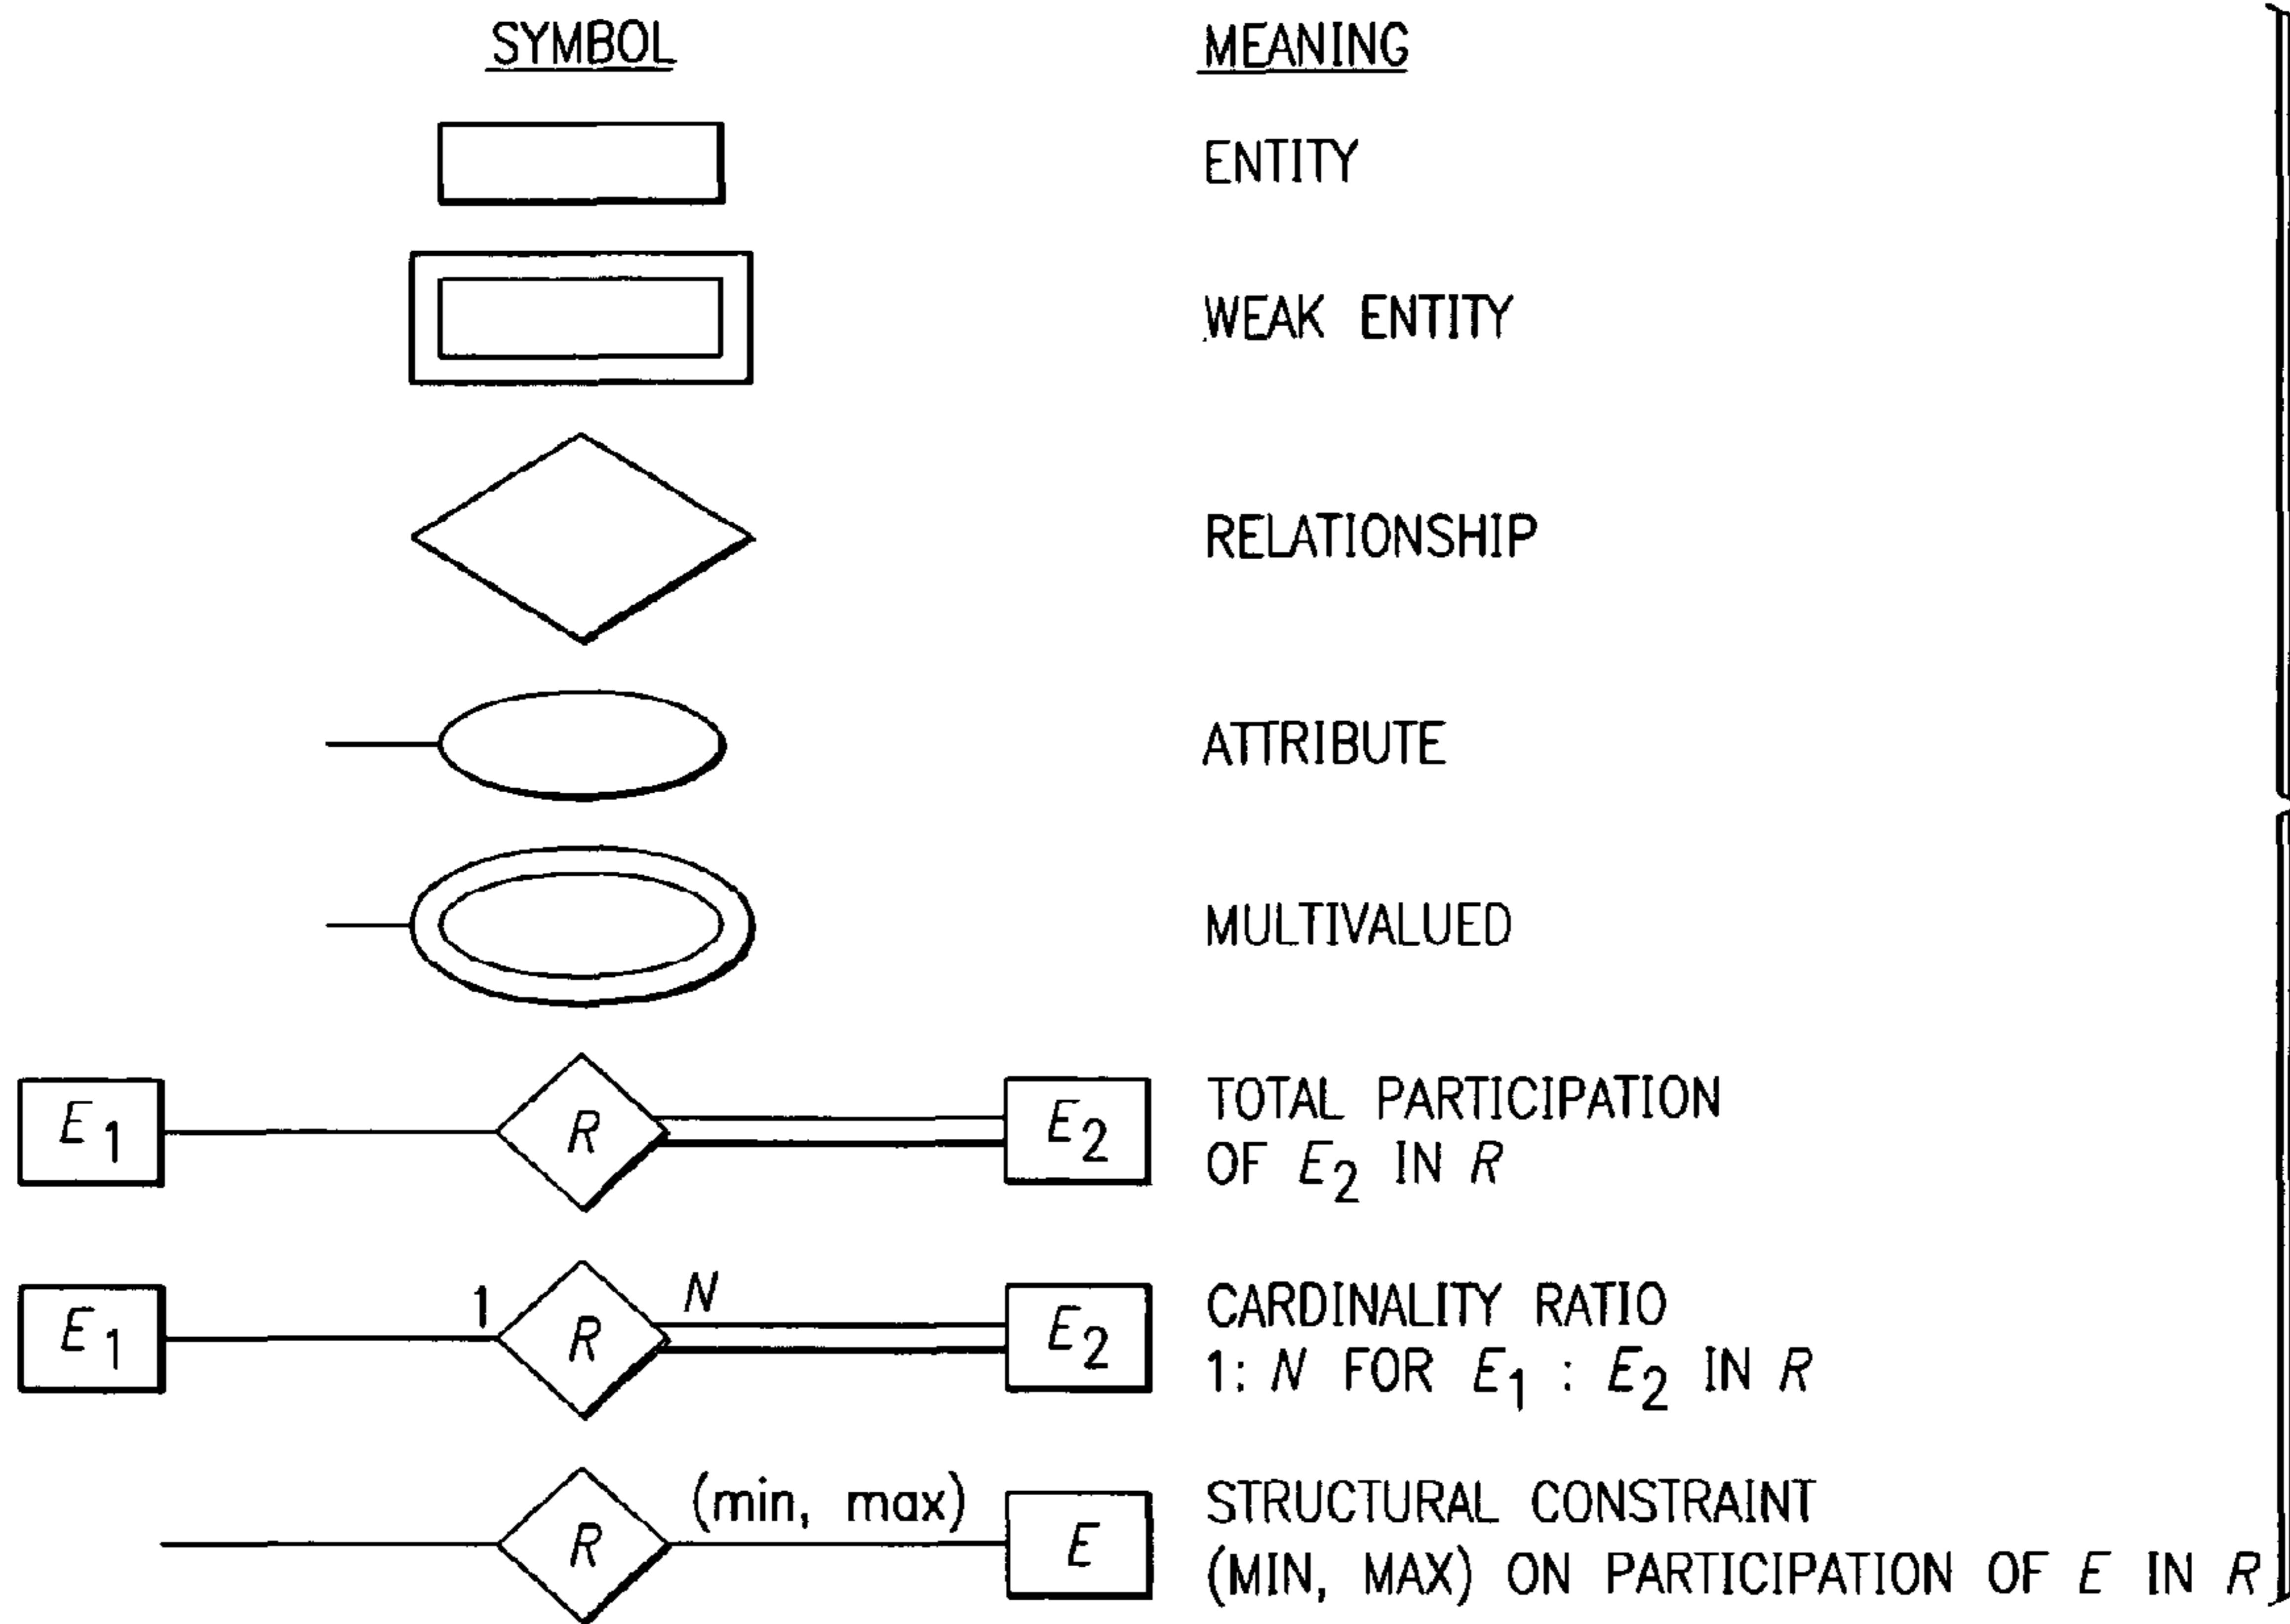 SYMBOL MEANING
ENTITY
WEAK ENTITY
RELATIONSHIP
ATTRIBUTE
MULTIVALUED
E1 R E2 TOTAL PARTICIPATION
OF E2 IN R
E1 1 R N E2 CARDINALITY RATIO
1: N FOR E1 : E2 IN R
R (min, max) E STRUCTURAL CONSTRAINT
(MIN, MAX) ON PARTICIPATION OF E IN R